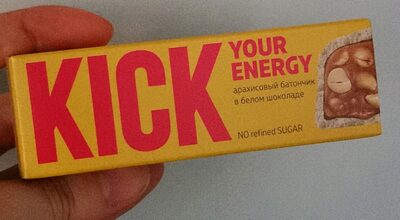 KICK
YOUR
ENERGY
арахисовый батончик
в белом шоколаде
NO refined SUGAR